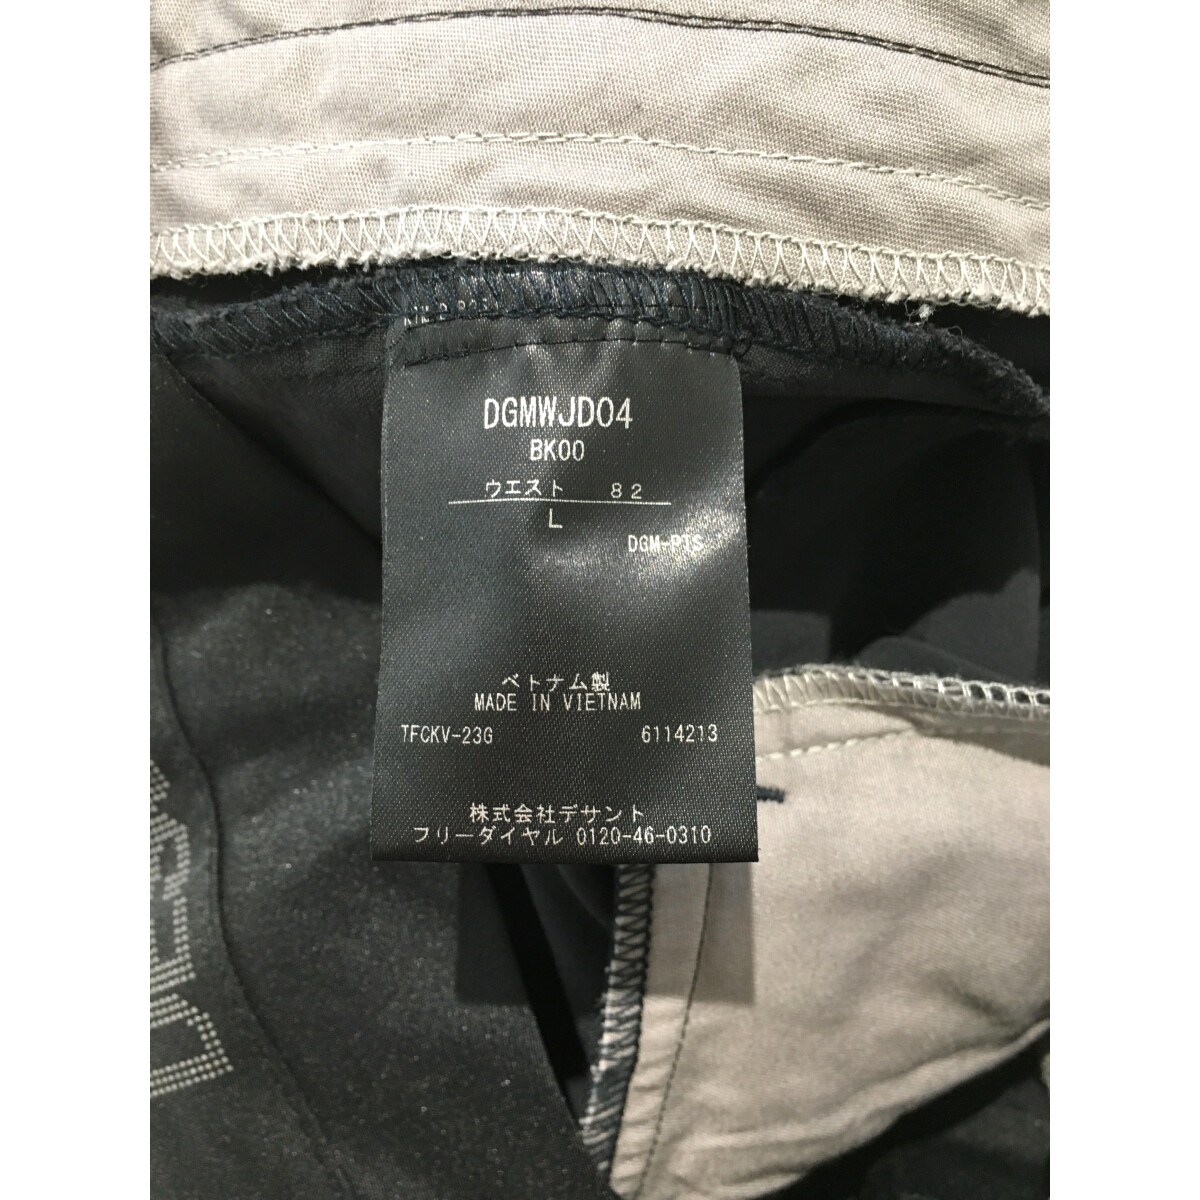 DGMWJD04
BK00
ウエスト 82
L
DGM-PTS
ベトナム製
MADE IN VIETNAM
TFCKV-23G 6114213
株式会社デサント
フリーダイヤル 0120-46-0310